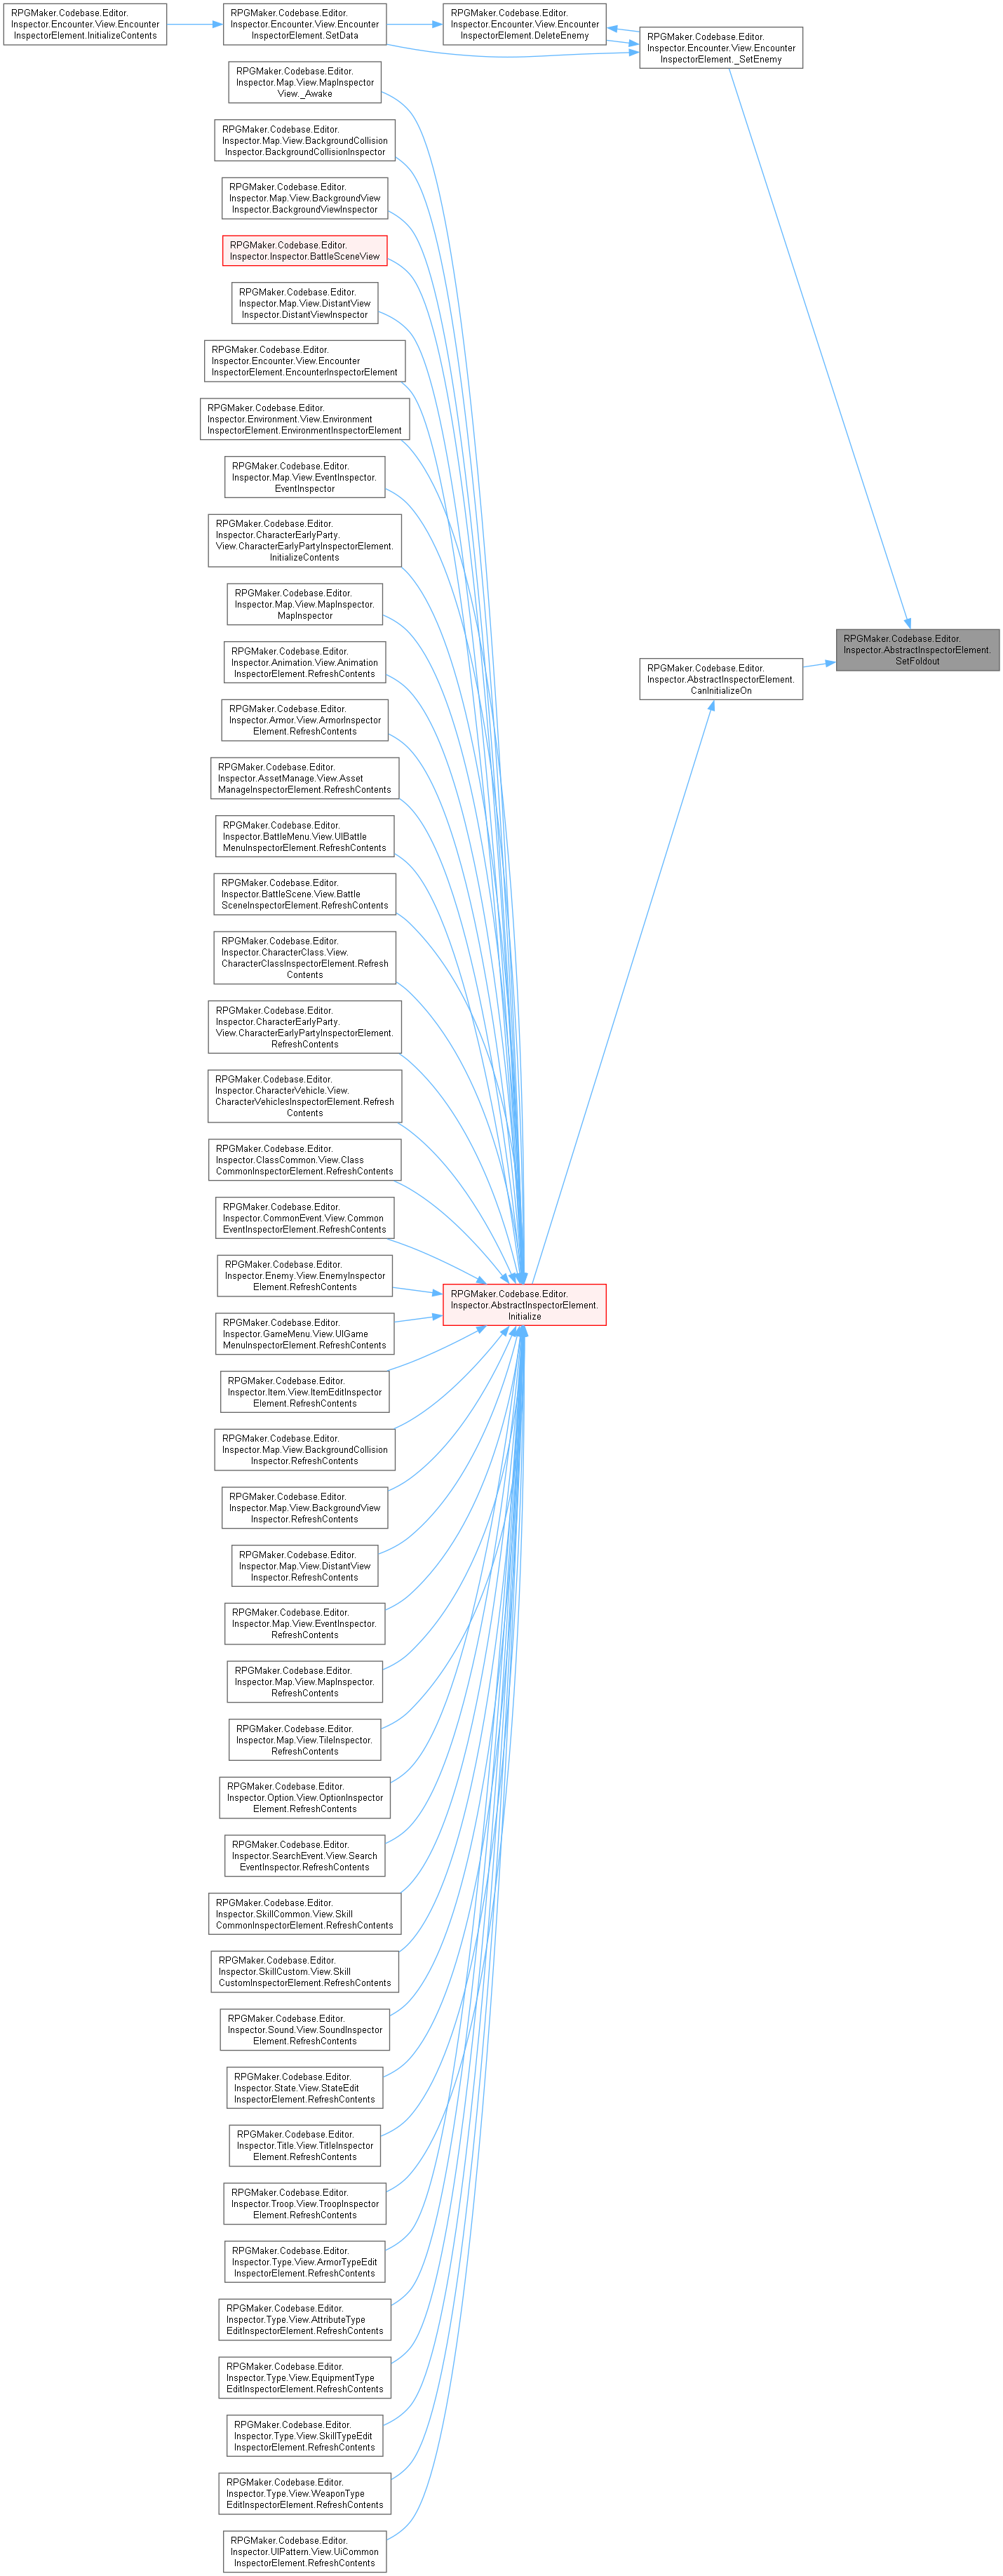 RPGMaker.Codebase.Editor.
Inspector.Encounter.View.Encounter
InspectorElement.InitializeContents
RPGMaker.Codebase.Editor.
Inspector.Encounter.View.Encounter
InspectorElement.SetData
RPGMaker.Codebase.Editor.
Inspector.Encounter.View.Encounter
InspectorElement.DeleteEnemy
RPGMaker.Codebase.Editor.
Inspector.Encounter.View.Encounter
InspectorElement._SetEnemy
RPGMaker.Codebase.Editor.
Inspector.Map.View.MapInspector
View._Awake
RPGMaker.Codebase.Editor.
Inspector.Map.View.BackgroundCollision
Inspector.BackgroundCollisionInspector
RPGMaker.Codebase.Editor.
Inspector.Map.View.BackgroundView
Inspector.BackgroundViewInspector
RPGMaker.Codebase.Editor.
Inspector.Inspector.BattleSceneView
RPGMaker.Codebase.Editor.
Inspector.Map.View.DistantView
Inspector.DistantViewInspector
RPGMaker.Codebase.Editor.
Inspector.Encounter.View.Encounter
InspectorElement.EncounterInspectorElement
RPGMaker.Codebase.Editor.
Inspector.Environment.View.Environment
InspectorElement.EnvironmentInspectorElement
RPGMaker.Codebase.Editor.
Inspector.Map.View.EventInspector.
EventInspector
RPGMaker.Codebase.Editor.
Inspector.CharacterEarlyParty.
View.CharacterEarlyPartyInspectorElement.
InitializeContents
RPGMaker.Codebase.Editor.
Inspector.Map.View.MapInspector.
MapInspector
RPGMaker.Codebase.Editor.
Inspector.AbstractInspectorElement.
SetFoldout
RPGMaker.Codebase.Editor.
Inspector.Animation.View.Animation
InspectorElement.RefreshContents
RPGMaker.Codebase.Editor.
Inspector.AbstractInspectorElement.
CanInitializeOn
RPGMaker.Codebase.Editor.
Inspector.Armor.View.ArmorInspector
Element.RefreshContents
RPGMaker.Codebase.Editor.
Inspector.AssetManage.View.Asset
ManageInspectorElement.RefreshContents
RPGMaker.Codebase.Editor.
Inspector.BattleMenu.View.UIBattle
MenuInspectorElement.RefreshContents
RPGMaker.Codebase.Editor.
Inspector.BattleScene.View.Battle
SceneInspectorElement.RefreshContents
RPGMaker.Codebase.Editor.
Inspector.CharacterClass.View.
CharacterClassInspectorElement.Refresh
Contents
RPGMaker.Codebase.Editor.
Inspector.CharacterEarlyParty.
View.CharacterEarlyPartyInspectorElement.
RefreshContents
RPGMaker.Codebase.Editor.
Inspector.CharacterVehicle.View.
CharacterVehiclesInspectorElement.Refresh
Contents
RPGMaker.Codebase.Editor.
Inspector.ClassCommon.View.Class
CommonInspectorElement.RefreshContents
RPGMaker.Codebase.Editor.
Inspector.CommonEvent.View.Common
EventInspectorElement.RefreshContents
RPGMaker.Codebase.Editor.
Inspector.Enemy.View.EnemyInspector
Element.RefreshContents
RPGMaker.Codebase.Editor.
Inspector.AbstractInspectorElement.
Initialize
RPGMaker.Codebase.Editor.
Inspector.GameMenu.View.UIGame
MenuInspectorElement.RefreshContents
RPGMaker.Codebase.Editor.
Inspector.Item.View.ItemEditInspector
Element.RefreshContents
RPGMaker.Codebase.Editor.
Inspector.Map.View.BackgroundCollision
Inspector.RefreshContents
RPGMaker.Codebase.Editor.
Inspector.Map.View.BackgroundView
Inspector.RefreshContents
RPGMaker.Codebase.Editor.
Inspector.Map.View.DistantView
Inspector.RefreshContents
RPGMaker.Codebase.Editor.
Inspector.Map.View.EventInspector.
RefreshContents
RPGMaker.Codebase.Editor.
Inspector.Map.View.MapInspector.
RefreshContents
RPGMaker.Codebase.Editor.
Inspector.Map.View.TileInspector.
RefreshContents
RPGMaker.Codebase.Editor.
Inspector.Option.View.OptionInspector
Element.RefreshContents
RPGMaker.Codebase.Editor.
Inspector.SearchEvent.View.Search
EventInspector.RefreshContents
RPGMaker.Codebase.Editor.
Inspector.SkillCommon.View.Skill
CommonInspectorElement.RefreshContents
RPGMaker.Codebase.Editor.
Inspector.SkillCustom.View.Skill
CustomInspectorElement.RefreshContents
RPGMaker.Codebase.Editor.
Inspector.Sound.View.SoundInspector
Element.RefreshContents
RPGMaker.Codebase.Editor.
Inspector.State.View.StateEdit
InspectorElement.RefreshContents
RPGMaker.Codebase.Editor.
Inspector.Title.View.TitleInspector
Element.RefreshContents
RPGMaker.Codebase.Editor.
Inspector.Troop.View.TroopInspector
Element.RefreshContents
RPGMaker.Codebase.Editor.
Inspector.Type.View.ArmorTypeEdit
InspectorElement.RefreshContents
RPGMaker.Codebase.Editor.
Inspector.Type.View.AttributeType
EditInspectorElement.RefreshContents
RPGMaker.Codebase.Editor.
Inspector.Type.View.EquipmentType
EditInspectorElement.RefreshContents
RPGMaker.Codebase.Editor.
Inspector.Type.View.SkillTypeEdit
InspectorElement.RefreshContents
RPGMaker.Codebase.Editor.
Inspector.Type.View.WeaponType
EditInspectorElement.RefreshContents
RPGMaker.Codebase.Editor.
Inspector.UIPattern.View.UiCommon
InspectorElement.RefreshContents